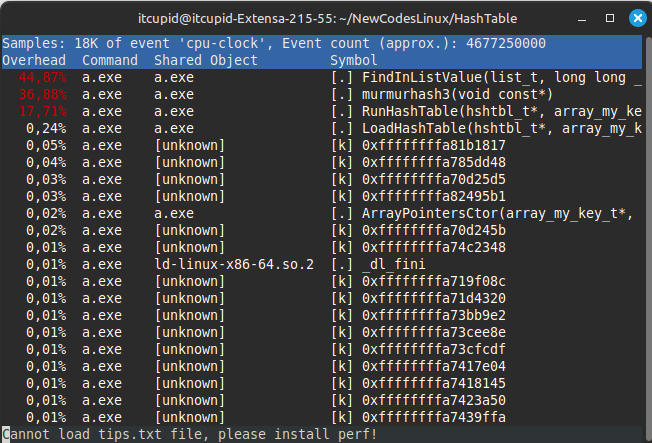 itcupid@itcupid-Extensa-215-55: ~/NewCodesLinux/HashTable
Samples: 18K of event 'cpu-clock', Event count (approx.): 4677250000
Overhead  Command  Shared Object         Symbol
  44,87%  a.exe    a.exe                 [.] FindInListValue(list_t, long long _
  36,88%  a.exe    a.exe                 [.] murmurhash3(void const*)
  17,71%  a.exe    a.exe                 [.] RunHashTable(hshtbl_t*, array_my_ke
   0,24%  a.exe    a.exe                 [.] LoadHashTable(hshtbl_t*, array_my_k
   0,05%  a.exe    [unknown]             [k] 0xffffffffa81b1817
   0,04%  a.exe    [unknown]             [k] 0xffffffffa785dd48
   0,03%  a.exe    [unknown]             [k] 0xffffffffa70d25d5
   0,03%  a.exe    [unknown]             [k] 0xffffffffa82495b1
   0,02%  a.exe    a.exe                 [.] ArrayPointersCtor(array_my_key_t*,
   0,02%  a.exe    [unknown]             [k] 0xffffffffa70d245b
   0,01%  a.exe    [unknown]             [k] 0xffffffffa74c2348
   0,01%  a.exe    ld-linux-x86-64.so.2  [.] _dl_fini
   0,01%  a.exe    [unknown]             [k] 0xffffffffa719f08c
   0,01%  a.exe    [unknown]             [k] 0xffffffffa71d4320
   0,01%  a.exe    [unknown]             [k] 0xffffffffa73bb9e2
   0,01%  a.exe    [unknown]             [k] 0xffffffffa73cee8e
   0,01%  a.exe    [unknown]             [k] 0xffffffffa73cfcdf
   0,01%  a.exe    [unknown]             [k] 0xffffffffa7417e04
   0,01%  a.exe    [unknown]             [k] 0xffffffffa7418145
   0,01%  a.exe    [unknown]             [k] 0xffffffffa7423a50
   0,01%  a.exe    [unknown]             [k] 0xffffffffa7439ffa
Cannot load tips.txt file, please install perf!